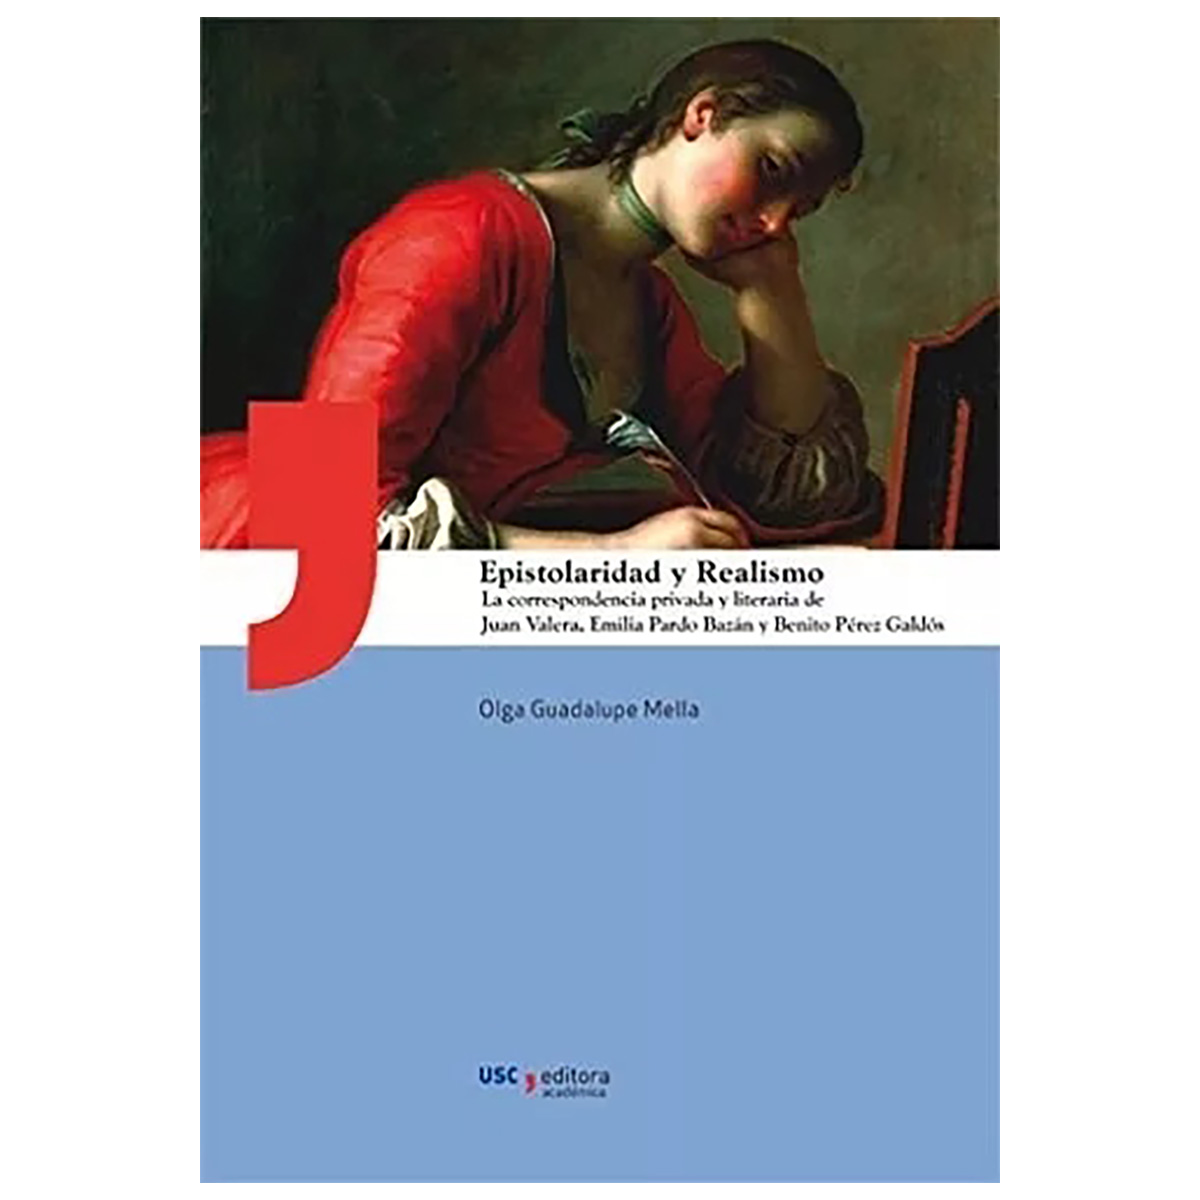 Epistolaridad y Realismo
La correspondencia privada y literaria de
Juan Valera, Emilia Pardo Bazán y Benito Pérez Galdós
Olga Guadalupe Mella
USC, editora
académica